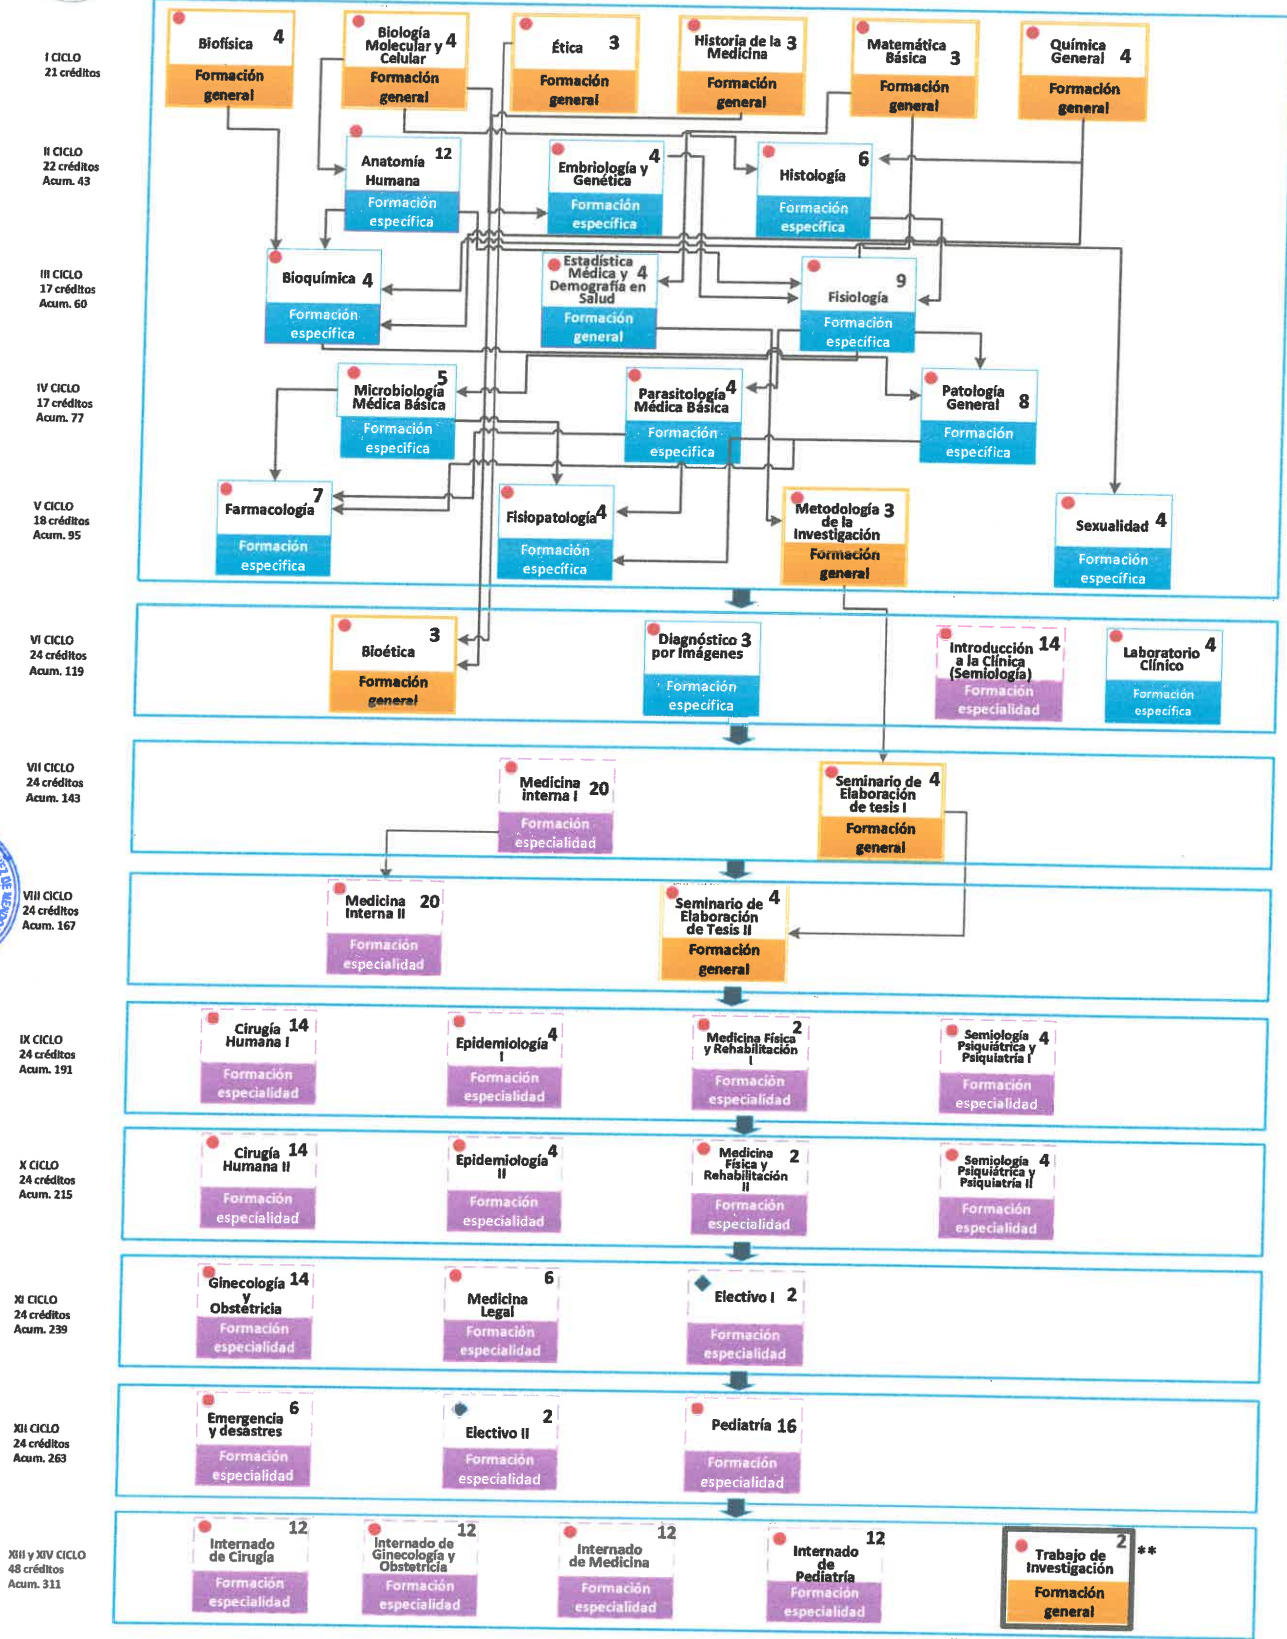 I CICLO
21 créditos
Biofísica 4
Formación
general
Biología
Molecular y 4
Celular
Formación
general
Ética 3
Formación
general
Historia de la 3
Medicina
Formación
general
Matemática
Básica 3
Formación
general
Química
General 4
Formación
general
II CICLO
22 créditos
Acum. 43
Anatomía 12
Humana
Formación
específica
4
Embriología y
Genética
Formación
específica
6
Histología
Formación
específica
III CICLO
17 créditos
Acum. 60
Bioquímica 4
Formación
específica
Estadística
Médica y 4
Demografía en
Salud
Formación
general
9
Fisiología
Formación
específica
IV CICLO
17 créditos
Acum. 77
5
Microbiología
Médica Básica
Formación
específica
4
Parasitología
Médica Básica
Formación
específica
Patología
General 8
Formación
específica
V CICLO
18 créditos
Acum. 95
7
Farmacología
Formación
específica
Fisiopatología 4
Formación
específica
Metodología 3
de la
Investigación
Formación
general
Sexualidad 4
Formación
específica
VI CICLO
24 créditos
Acum. 119
3
Bioética
Formación
general
Diagnóstico 3
por Imágenes
Formación
específica
Introducción 14
a la Clínica
(Semiología)
Formación
especialidad
Laboratorio 4
Clínico
Formación
específica
VII CICLO
24 créditos
Acum. 143
Medicina 20
interna I
Formación
especialidad
Seminario de 4
Elaboración
de tesis I
Formación
general
VIII CICLO
24 créditos
Acum. 167
Medicina 20
Interna II
Formación
especialidad
Seminario de 4
Elaboración
de Tesis II
Formación
general
IX CICLO
24 créditos
Acum. 191
Cirugía 14
Humana I
Formación
especialidad
Epidemiología 4
I
Formación
especialidad
2
Medicina Física
y Rehabilitación
I
Formación
especialidad
Semiología 4
Psiquiátrica y
Psiquiatría I
Formación
especialidad
X CICLO
24 créditos
Acum. 215
Cirugía 14
Humana II
Formación
especialidad
Epidemiología 4
II
Formación
especialidad
Medicina 2
Física y
Rehabilitación
II
Formación
especialidad
Semiología 4
Psiquiátrica y
Psiquiatría II
Formación
especialidad
XI CICLO
24 créditos
Acum. 239
Ginecología 14
y
Obstetricia
Formación
especialidad
6
Medicina
Legal
Formación
especialidad
Electivo I 2
Formación
especialidad
XII CICLO
24 créditos
Acum. 263
6
Emergencia
y desastres
Formación
especialidad
2
Electivo II
Formación
especialidad
Pediatría 16
Formación
especialidad
XIII y XIV CICLO
48 créditos
Acum. 311
12
Internado
de Cirugía
Formación
especialidad
12
Internado de
Ginecología y
Obstetricia
Formación
especialidad
12
Internado
de Medicina
Formación
especialidad
12
Internado
de
Pediatría
Formación
especialidad
2 **
Trabajo de
Investigación
Formación
general